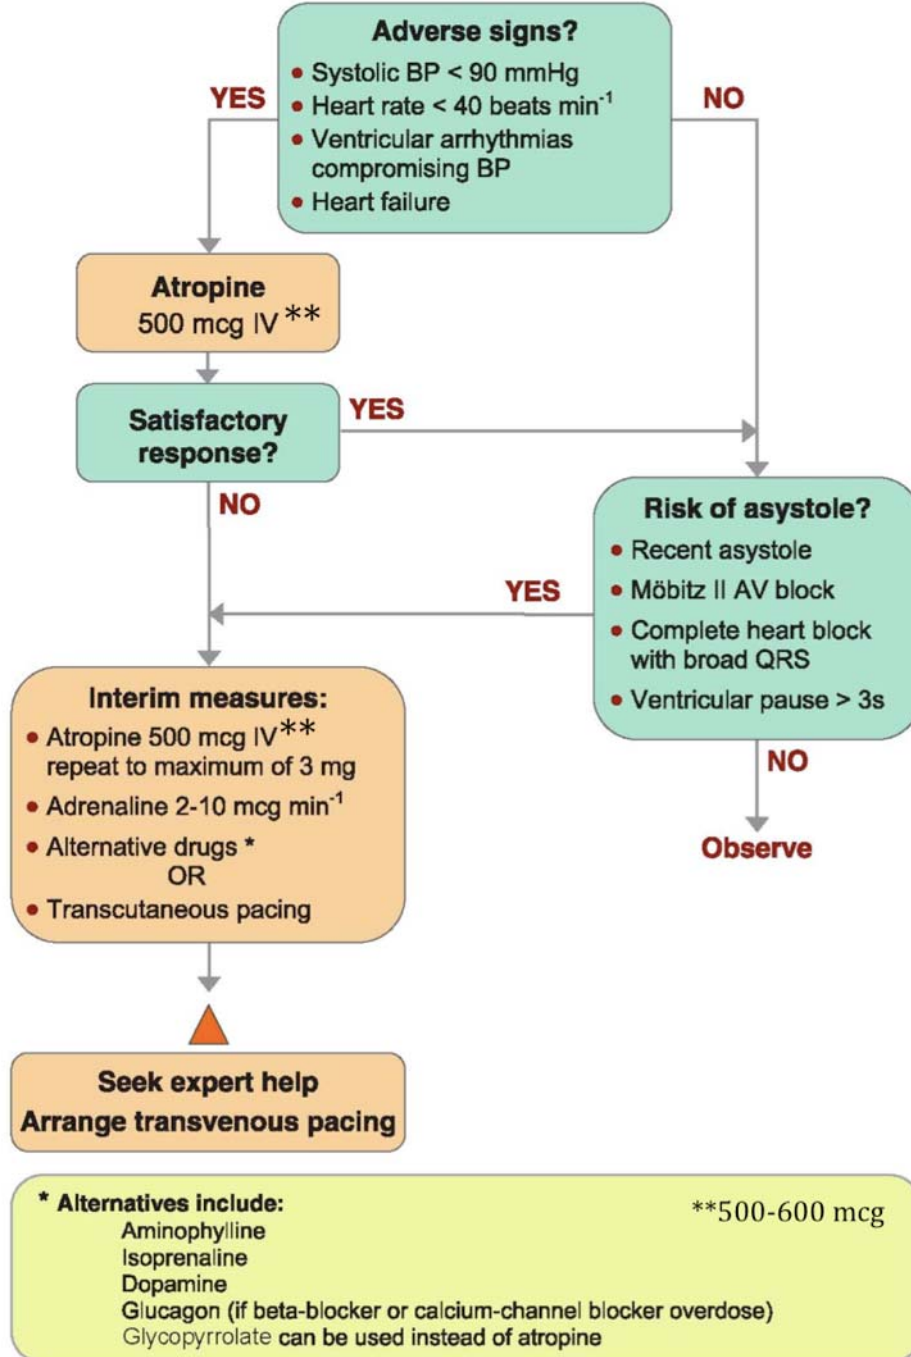 Adverse signs?
• Systolic BP < 90 mmHg
• Heart rate < 40 beats min⁻¹
• Ventricular arrhythmias
compromising BP
• Heart failure
YES
NO
Atropine
500 mcg IV **
Satisfactory
response?
YES
NO
Risk of asystole?
• Recent asystole
• Möbitz II AV block
• Complete heart block
with broad QRS
• Ventricular pause > 3s
YES
NO
Observe
Interim measures:
• Atropine 500 mcg IV **
repeat to maximum of 3 mg
• Adrenaline 2-10 mcg min⁻¹
• Alternative drugs *
OR
• Transcutaneous pacing
Seek expert help
Arrange transvenous pacing
* Alternatives include:
Aminophylline
Isoprenaline
Dopamine
Glucagon (if beta-blocker or calcium-channel blocker overdose)
Glycopyrrolate can be used instead of atropine
**500-600 mcg